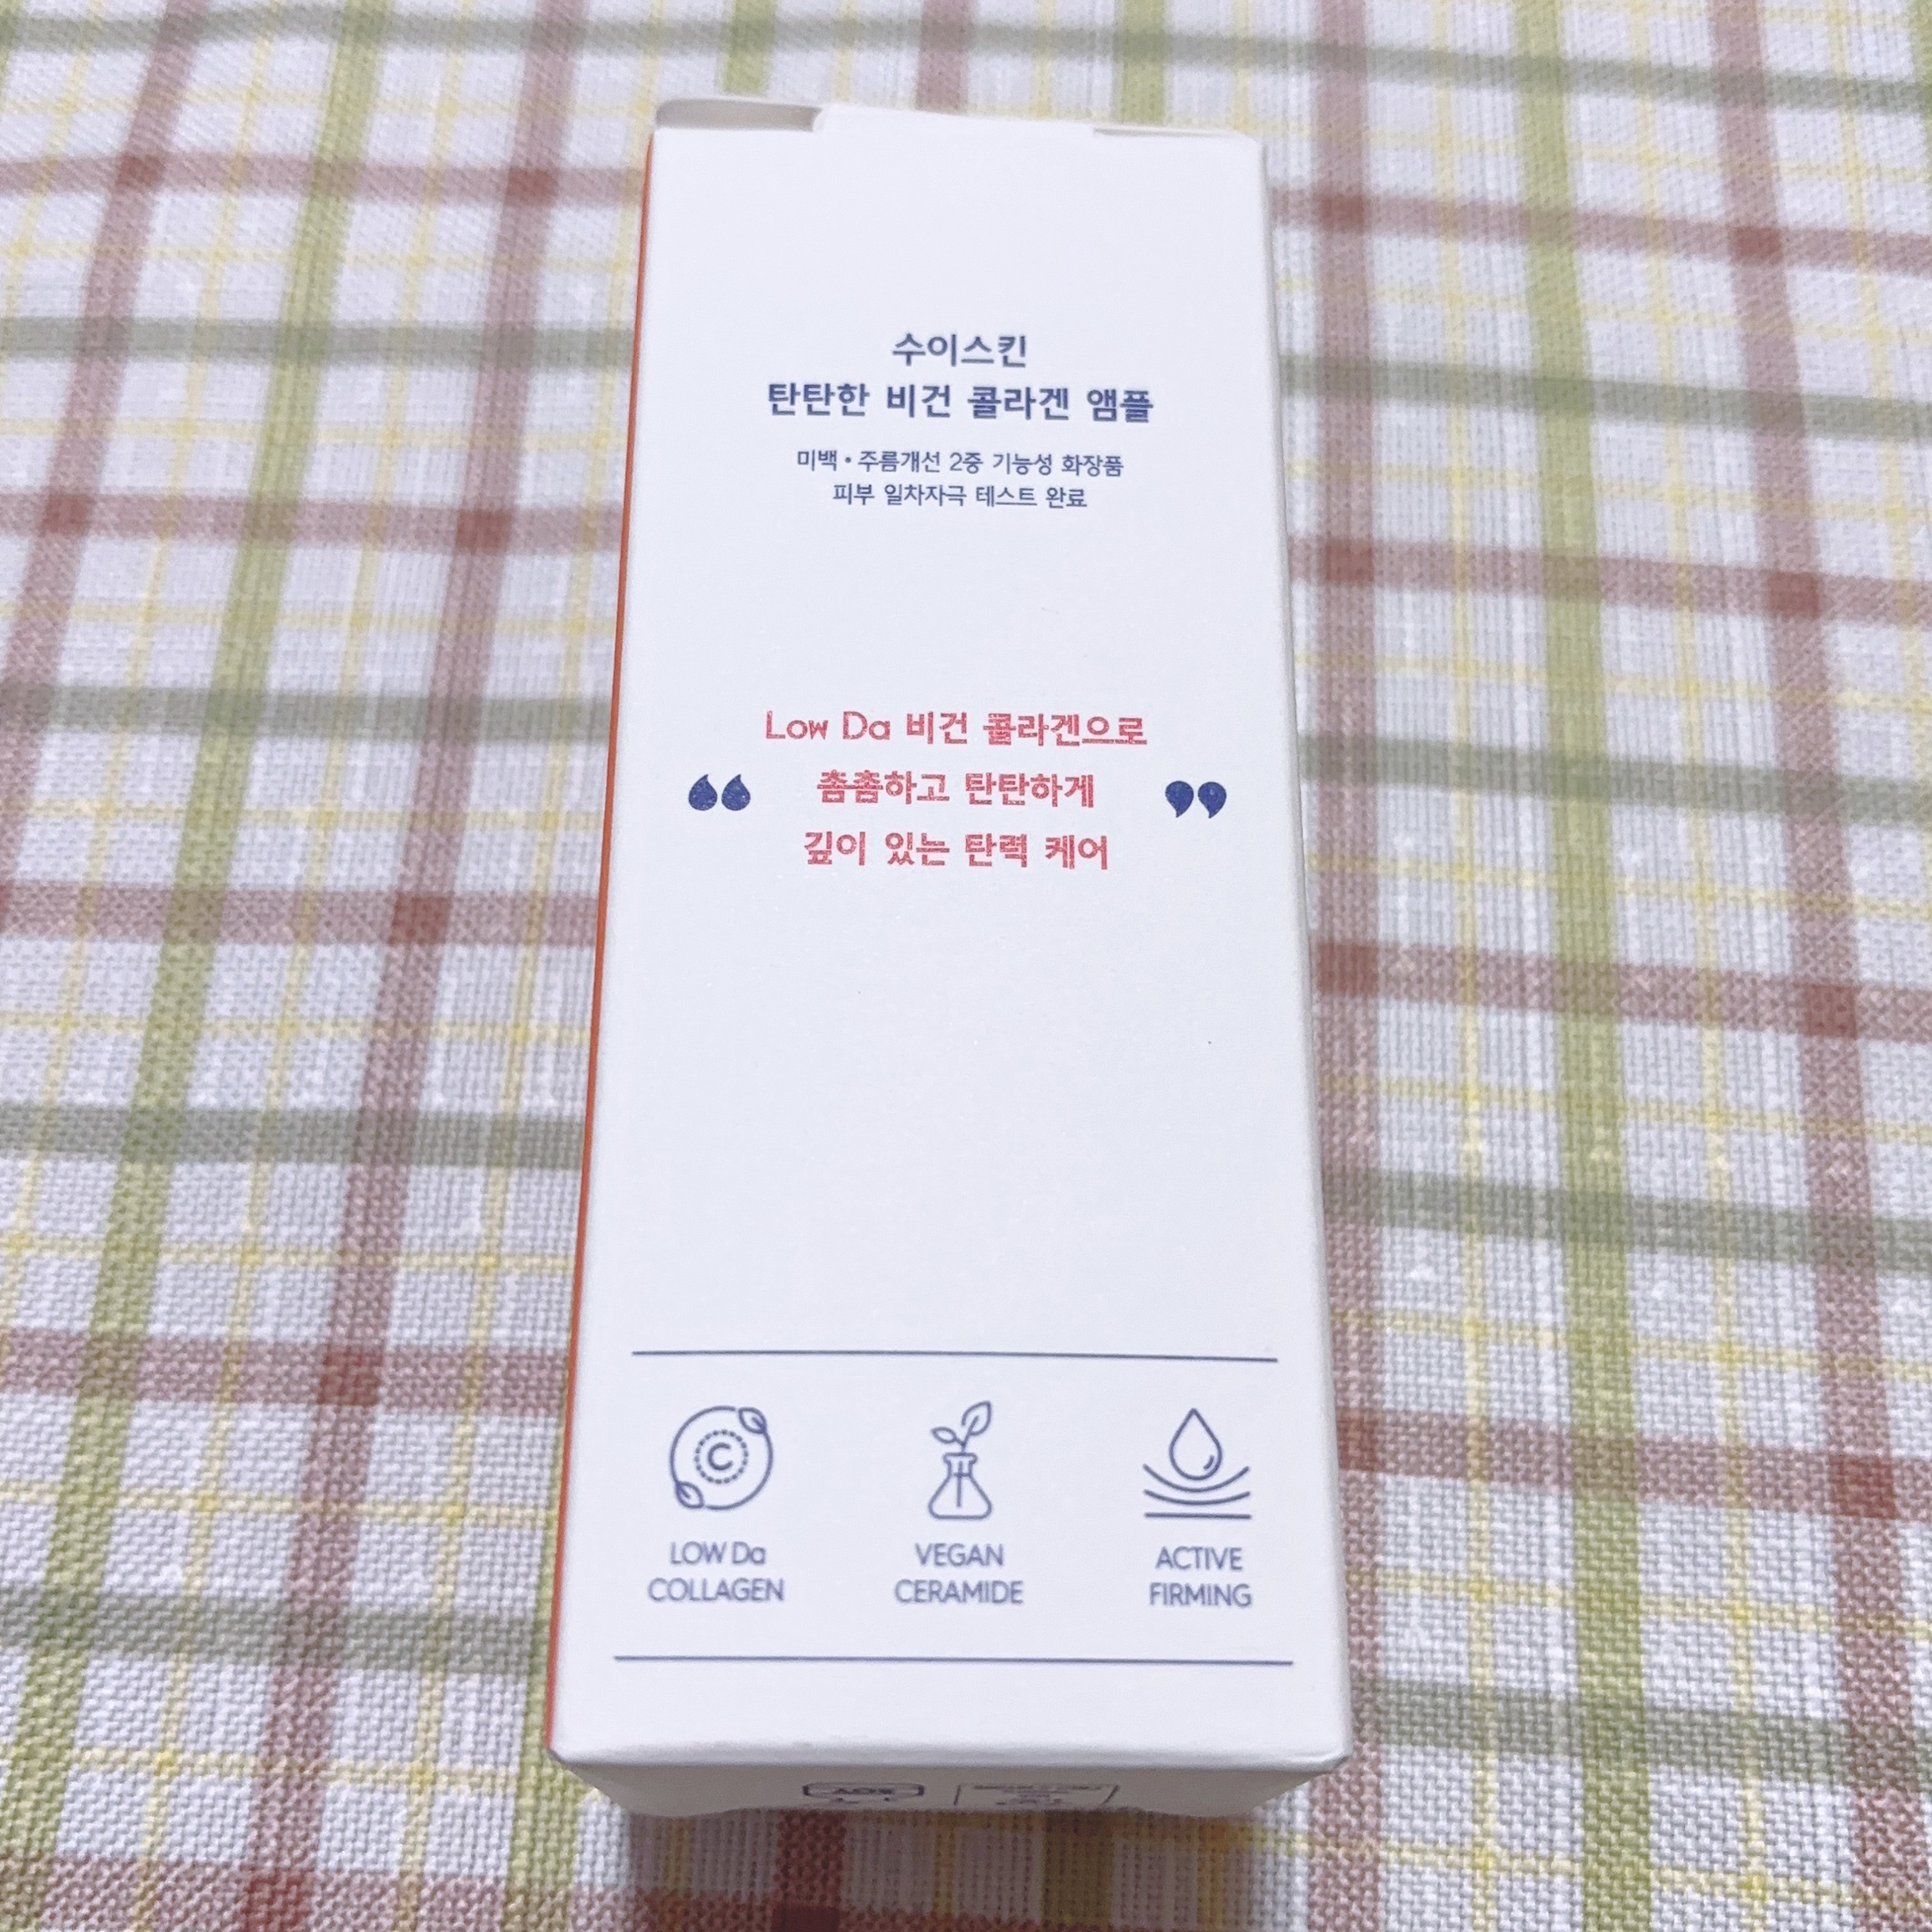 수이스킨
탄탄한 비건 콜라겐 앰플
미백•주름개선 2중 기능성 화장품
피부 일차자극 테스트 완료
Low Da 비건 콜라겐으로
“ 촘촘하고 탄탄하게 ”
깊이 있는 탄력 케어
LOW Da
COLLAGEN
VEGAN
CERAMIDE
ACTIVE
FIRMING